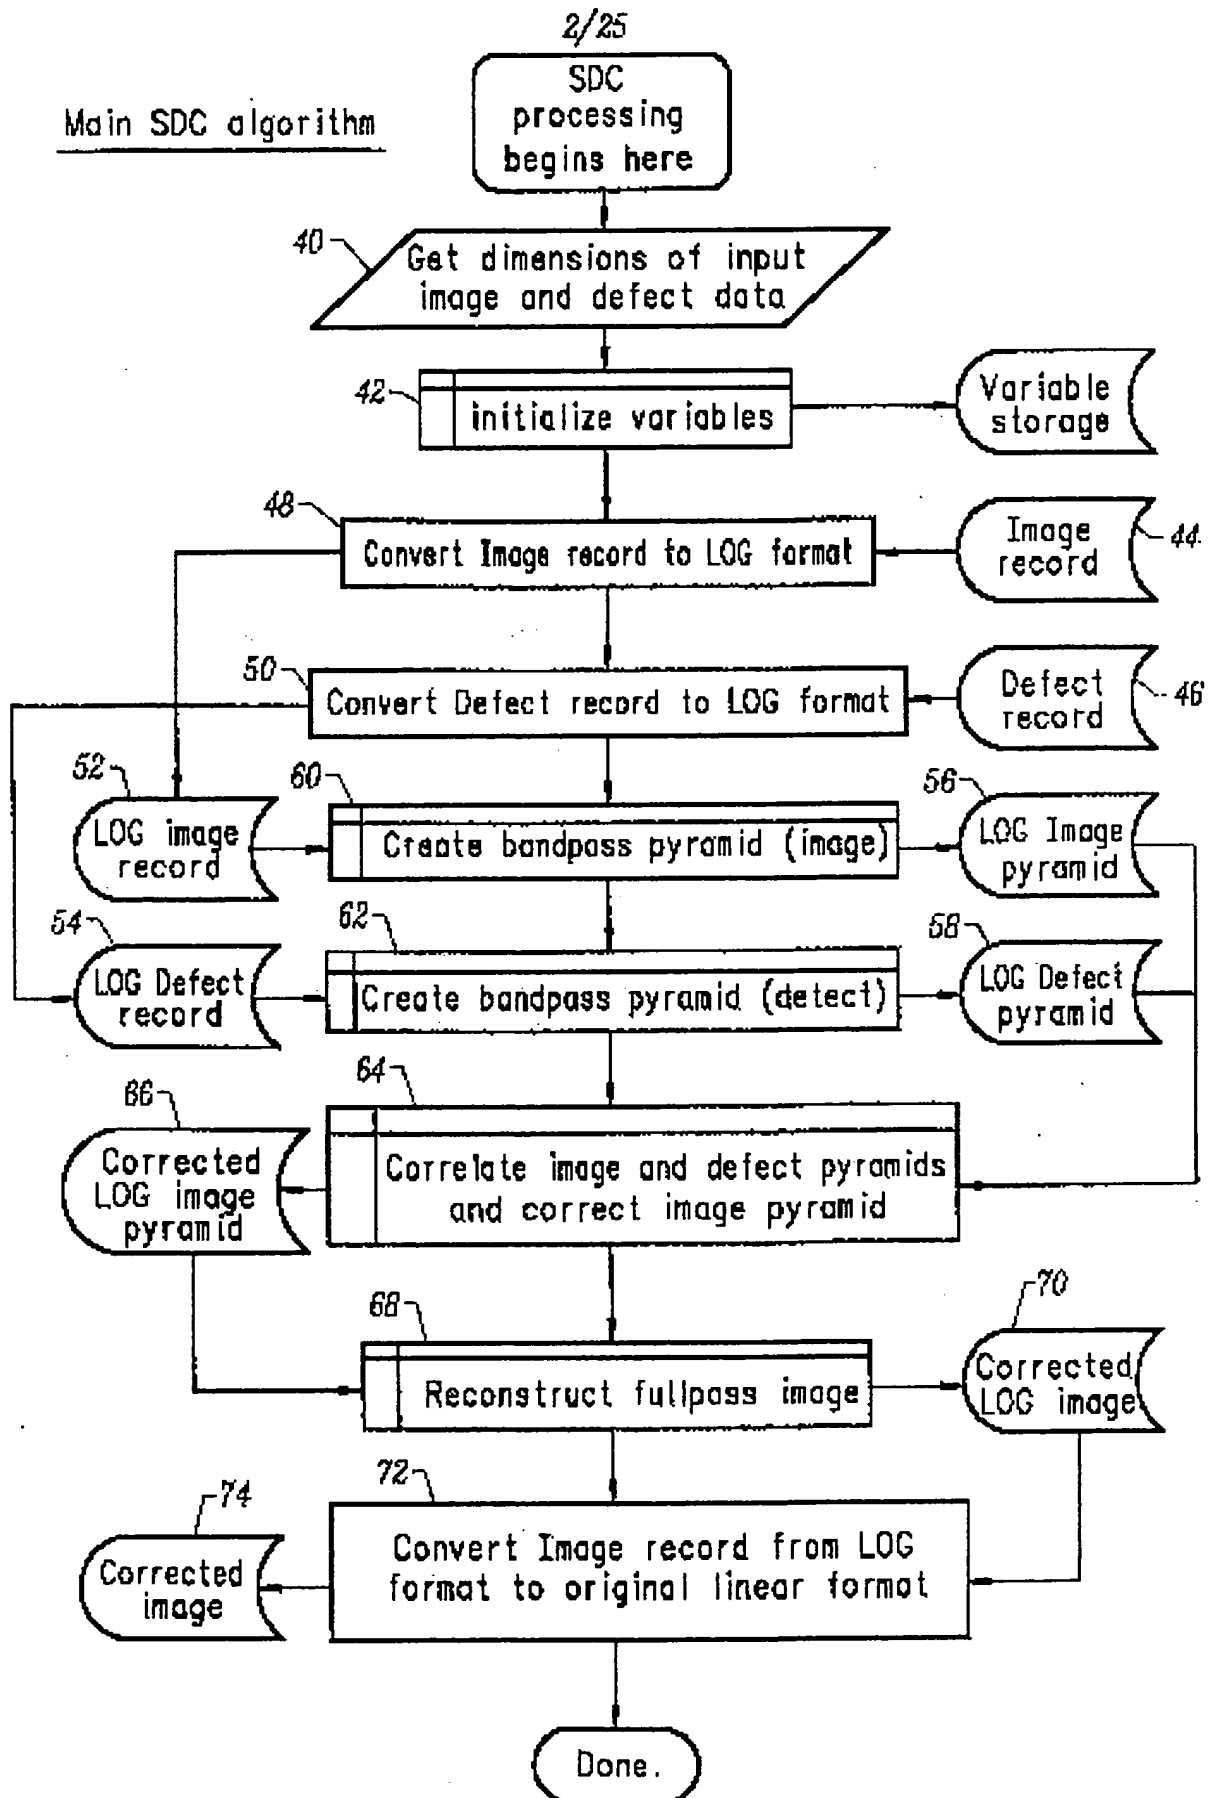 2/25
Main SDC algorithm
SDC
processing
begins here
40
Get dimensions of input
image and defect data
42
initialize variables
Variable
storage
48
Convert Image record to LOG format
Image
record
44
50
Convert Defect record to LOG format
Defect
record
46
52
LOG image
record
60
Create bandpass pyramid (image)
56
LOG Image
pyramid
54
LOG Defect
record
62
Create bandpass pyramid (detect)
58
LOG Defect
pyramid
64
Correlate image and defect pyramids
and correct image pyramid
66
Corrected
LOG image
pyramid
68
Reconstruct fullpass image
70
Corrected
LOG image
72
Convert Image record from LOG
format to original linear format
74
Corrected
image
Done.